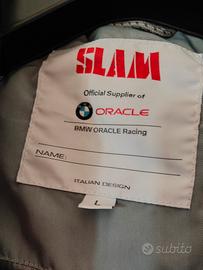 SLAM
Official Supplier of
ORACLE
BMW ORACLE Racing
NAME:
ITALIAN DESIGN
L
subito